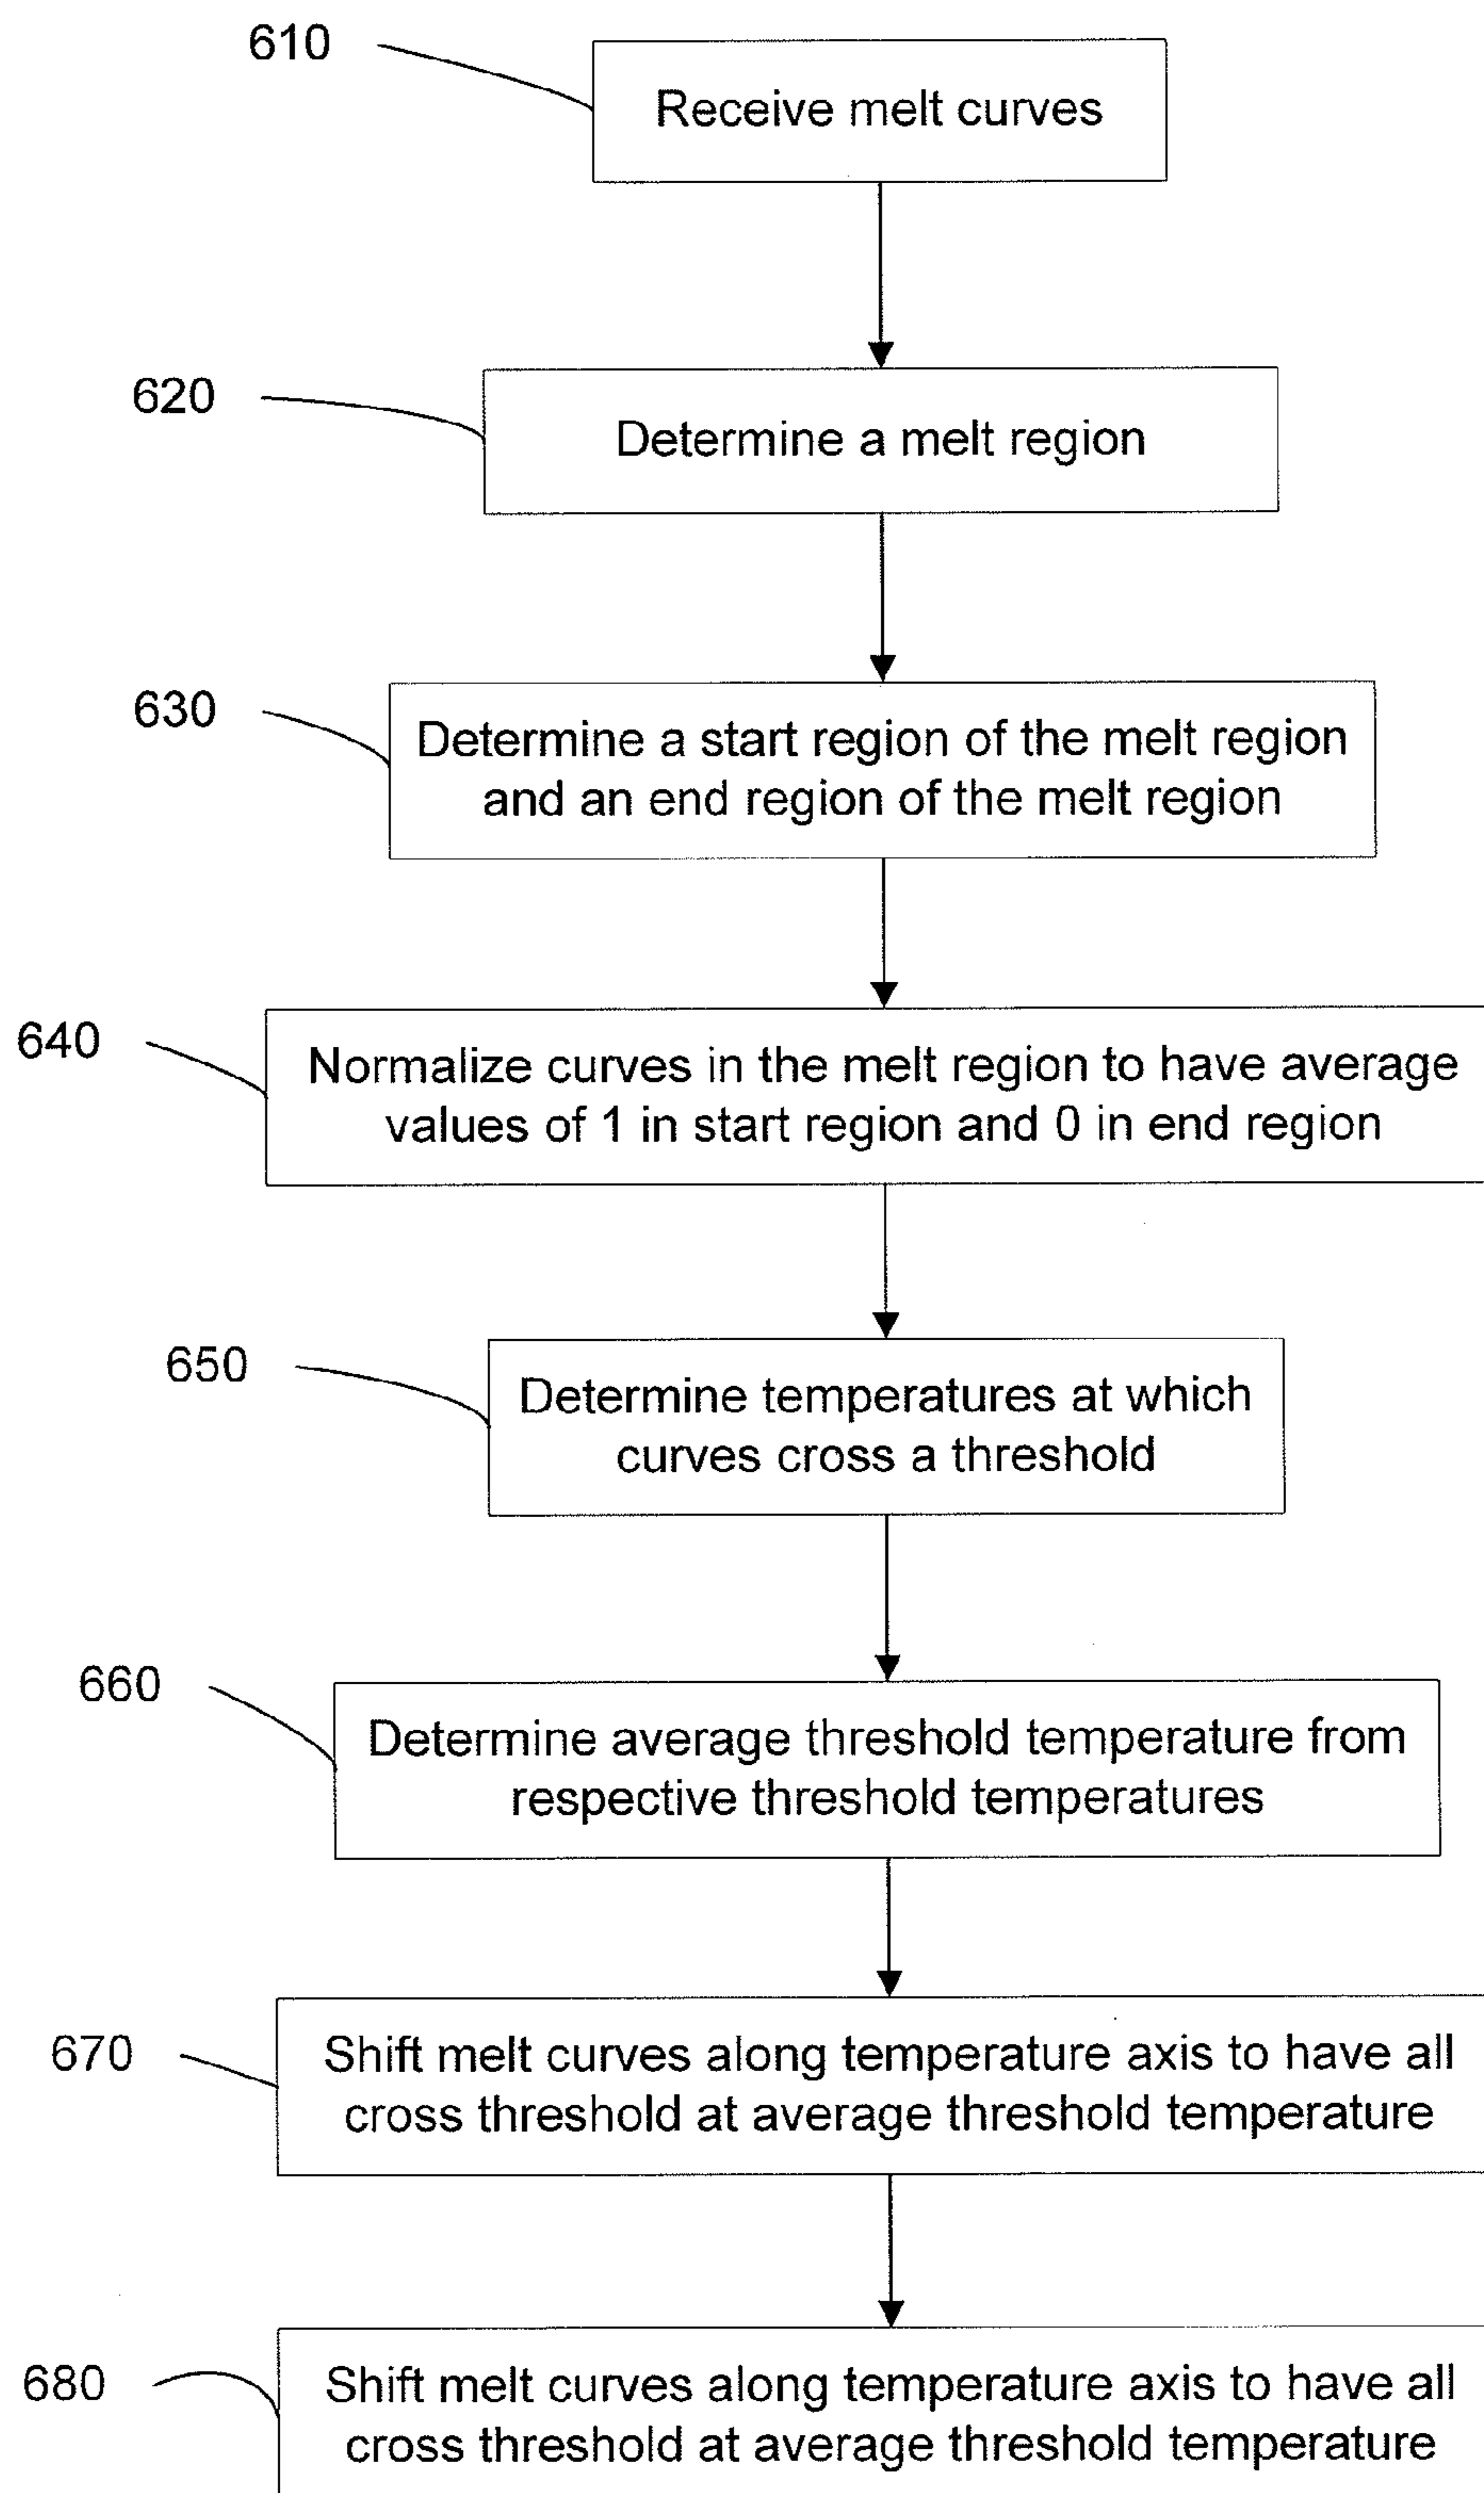 610
Receive melt curves
620
Determine a melt region
630
Determine a start region of the melt region
and an end region of the melt region
640
Normalize curves in the melt region to have average
values of 1 in start region and 0 in end region
650
Determine temperatures at which
curves cross a threshold
660
Determine average threshold temperature from
respective threshold temperatures
670
Shift melt curves along temperature axis to have all
cross threshold at average threshold temperature
680
Shift melt curves along temperature axis to have all
cross threshold at average threshold temperature